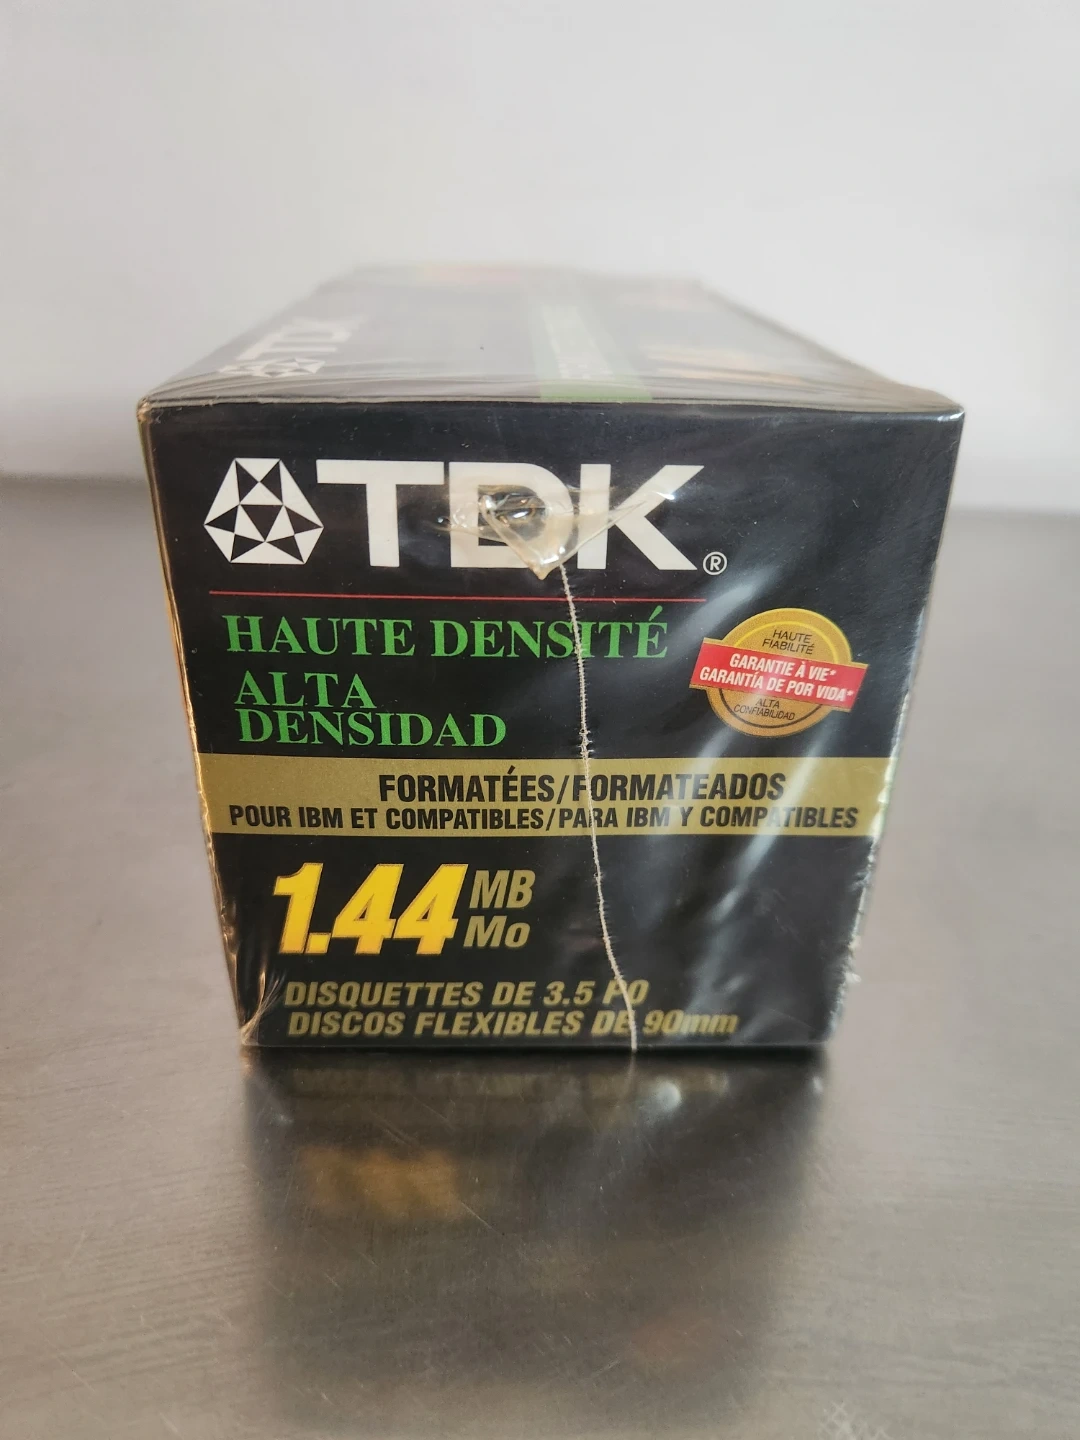 TDK
TDK®
HAUTE DENSITÉ
ALTA
DENSIDAD
HAUTE
FIABILITÉ
GARANTIE À VIE*
GARANTÍA DE POR VIDA*
ALTA
CONFIABILIDAD
FORMATÉES/FORMATEADOS
POUR IBM ET COMPATIBLES/PARA IBM Y COMPATIBLES
1.44 MB
Mo
DISQUETTES DE 3.5 PO
DISCOS FLEXIBLES DE 90mm